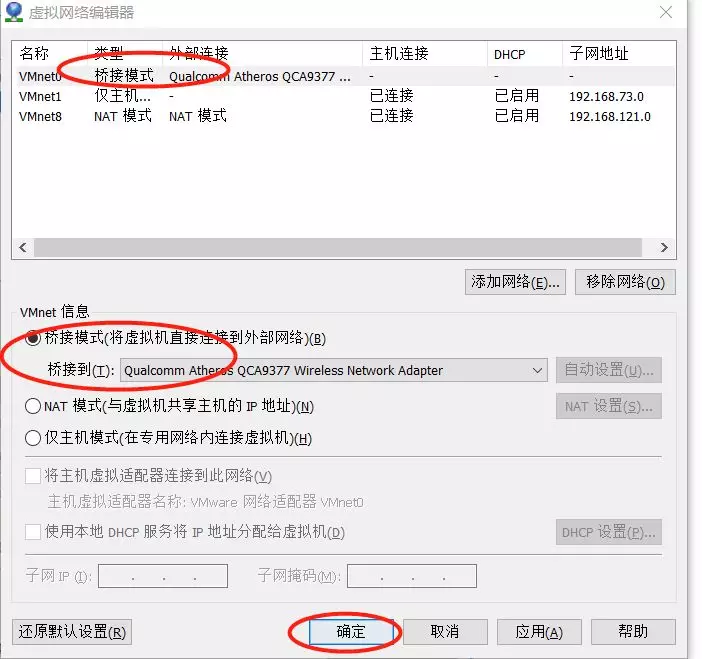 虚拟网络编辑器
名称 类型 外部连接 主机连接 DHCP 子网地址
VMnet0 桥接模式 Qualcomm Atheros QCA9377 ... - - -
VMnet1 仅主机... - 已连接 已启用 192.168.73.0
VMnet8 NAT 模式 NAT 模式 已连接 已启用 192.168.121.0
添加网络(E)... 移除网络(O)
VMnet 信息
桥接模式(将虚拟机直接连接到外部网络)(B)
桥接到(T): Qualcomm Atheros QCA9377 Wireless Network Adapter 自动设置(U)...
NAT 模式(与虚拟机共享主机的 IP 地址)(N) NAT 设置(S)...
仅主机模式(在专用网络内连接虚拟机)(H)
将主机虚拟适配器连接到此网络(V)
主机虚拟适配器名称: VMware 网络适配器 VMnet0
使用本地 DHCP 服务将 IP 地址分配给虚拟机(D) DHCP 设置(P)...
子网 IP (I): . . . 子网掩码(M): . . .
还原默认设置(R) 确定 取消 应用(A) 帮助